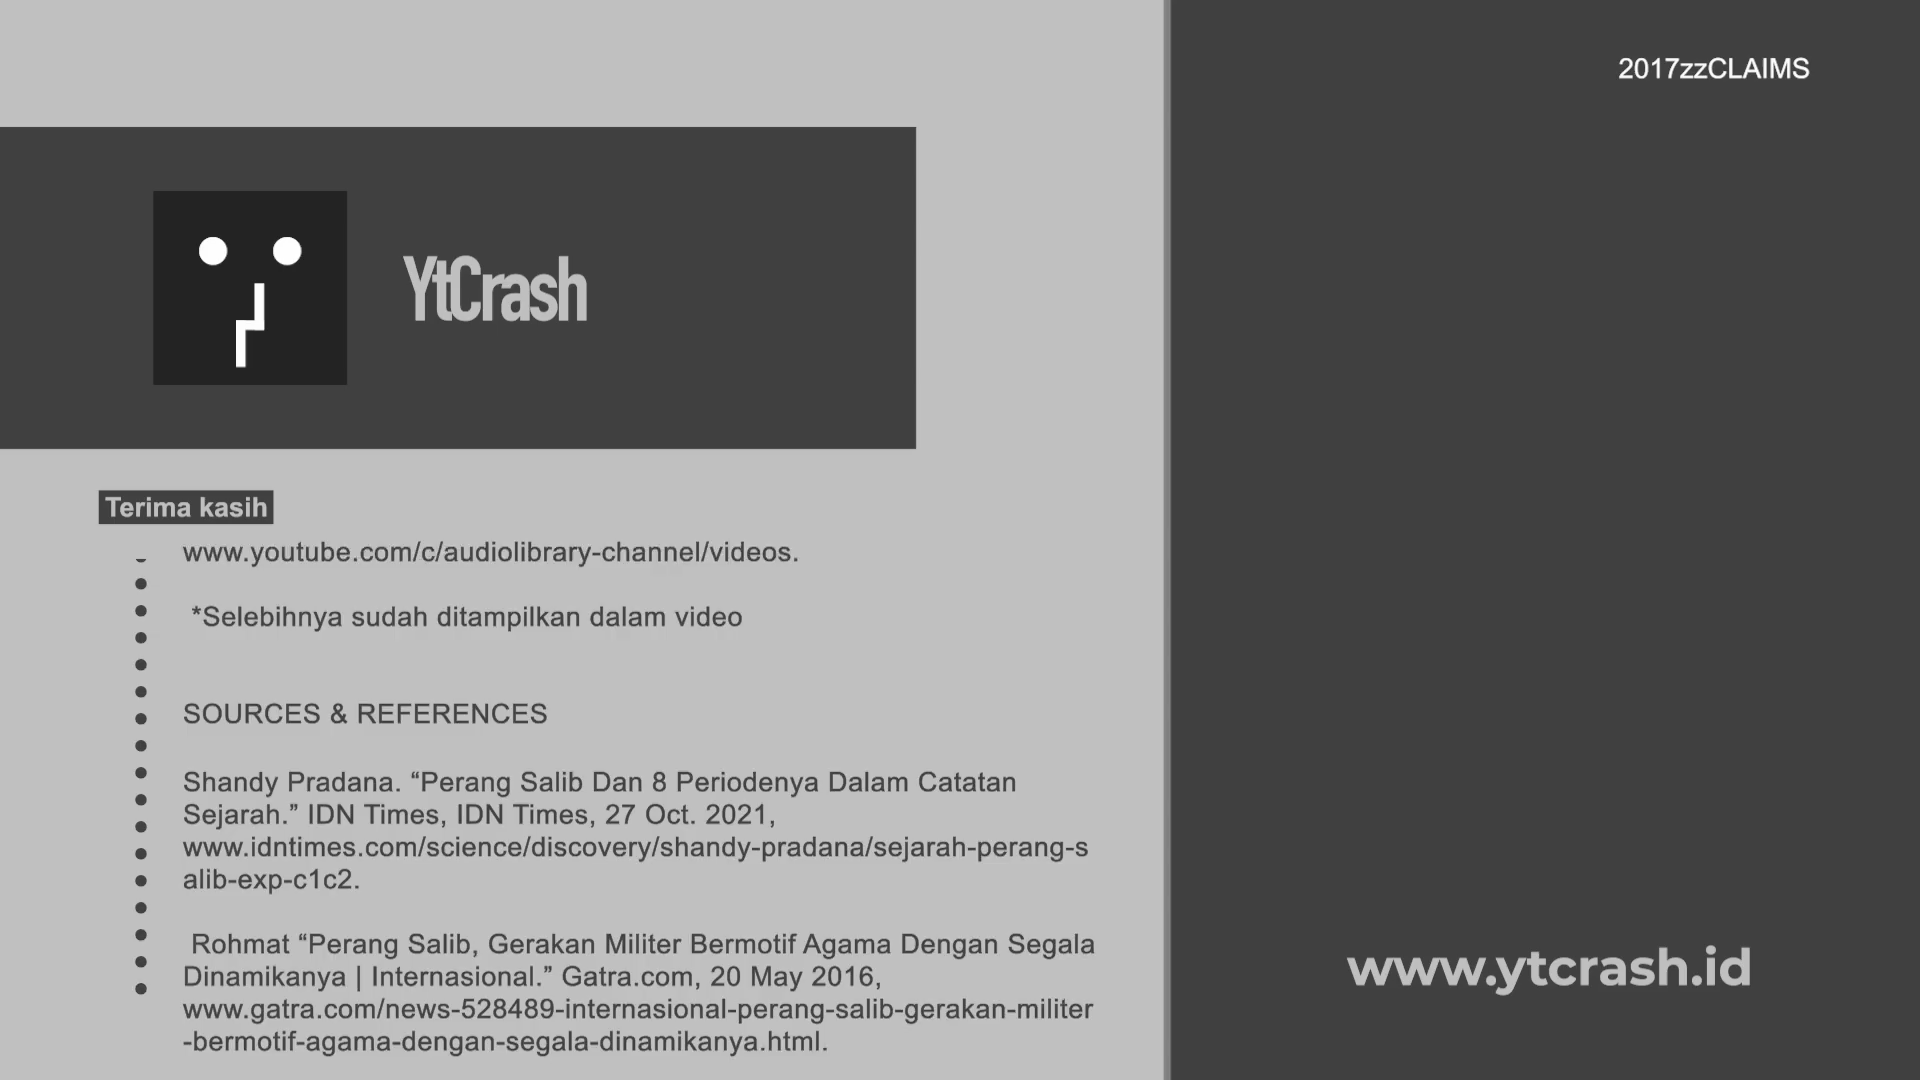 2017zzCLAIMS
YtCrash
Terima kasih
www.youtube.com/c/audiolibrary-channel/videos.
*Selebihnya sudah ditampilkan dalam video
SOURCES & REFERENCES
Shandy Pradana. “Perang Salib Dan 8 Periodenya Dalam Catatan
Sejarah.” IDN Times, IDN Times, 27 Oct. 2021,
www.idntimes.com/science/discovery/shandy-pradana/sejarah-perang-s
alib-exp-c1c2.
Rohmat “Perang Salib, Gerakan Militer Bermotif Agama Dengan Segala
Dinamikanya | Internasional.” Gatra.com, 20 May 2016,
www.gatra.com/news-528489-internasional-perang-salib-gerakan-militer
-bermotif-agama-dengan-segala-dinamikanya.html.
www.ytcrash.id